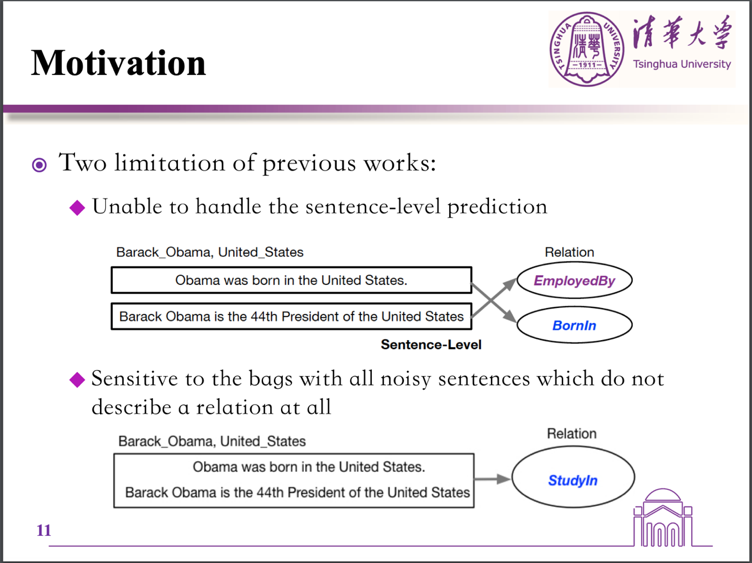 Motivation
TSINGHUA UNIVERSITY
清華
1911
清華大学
Tsinghua University
Two limitation of previous works:
Unable to handle the sentence-level prediction
Barack_Obama, United_States
Relation
Obama was born in the United States.
EmployedBy
Barack Obama is the 44th President of the United States
BornIn
Sentence-Level
Sensitive to the bags with all noisy sentences which do not
describe a relation at all
Barack_Obama, United_States
Relation
Obama was born in the United States.
Barack Obama is the 44th President of the United States
StudyIn
11